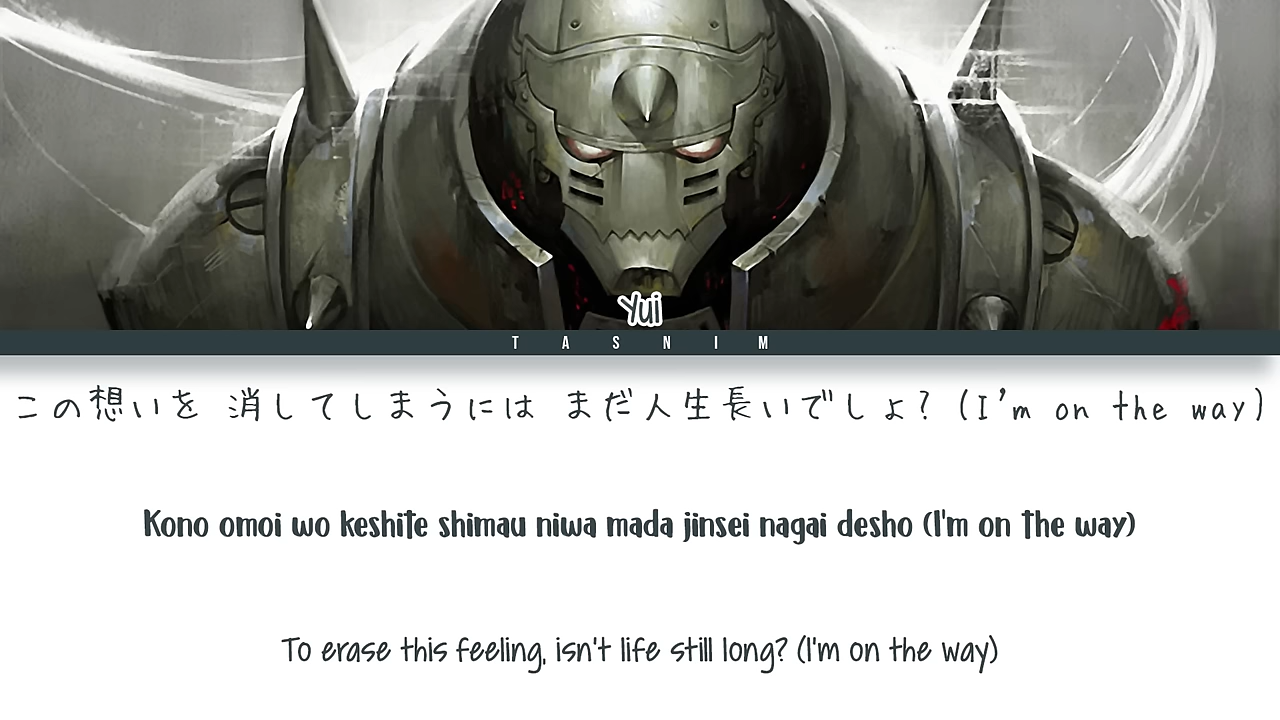 Yui
TASNIM
この想いを 消してしまうには まだ人生長いでしょ? (I'm on the way)
Kono omoi wo keshite shimau niwa mada jinsei nagai desho (I'm on the way)
To erase this feeling, isn't life still long? (I'm on the way)